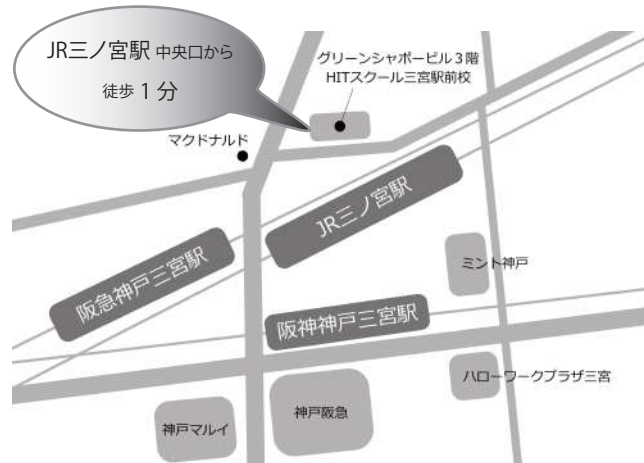 JR三ノ宮駅 中央口から
徒歩 1 分
グリーンシャポービル3階
HITスクール三宮駅前校
マクドナルド
JR三ノ宮駅
阪急神戸三宮駅
ミント神戸
阪神神戸三宮駅
ハローワークプラザ三宮
神戸阪急
神戸マルイ